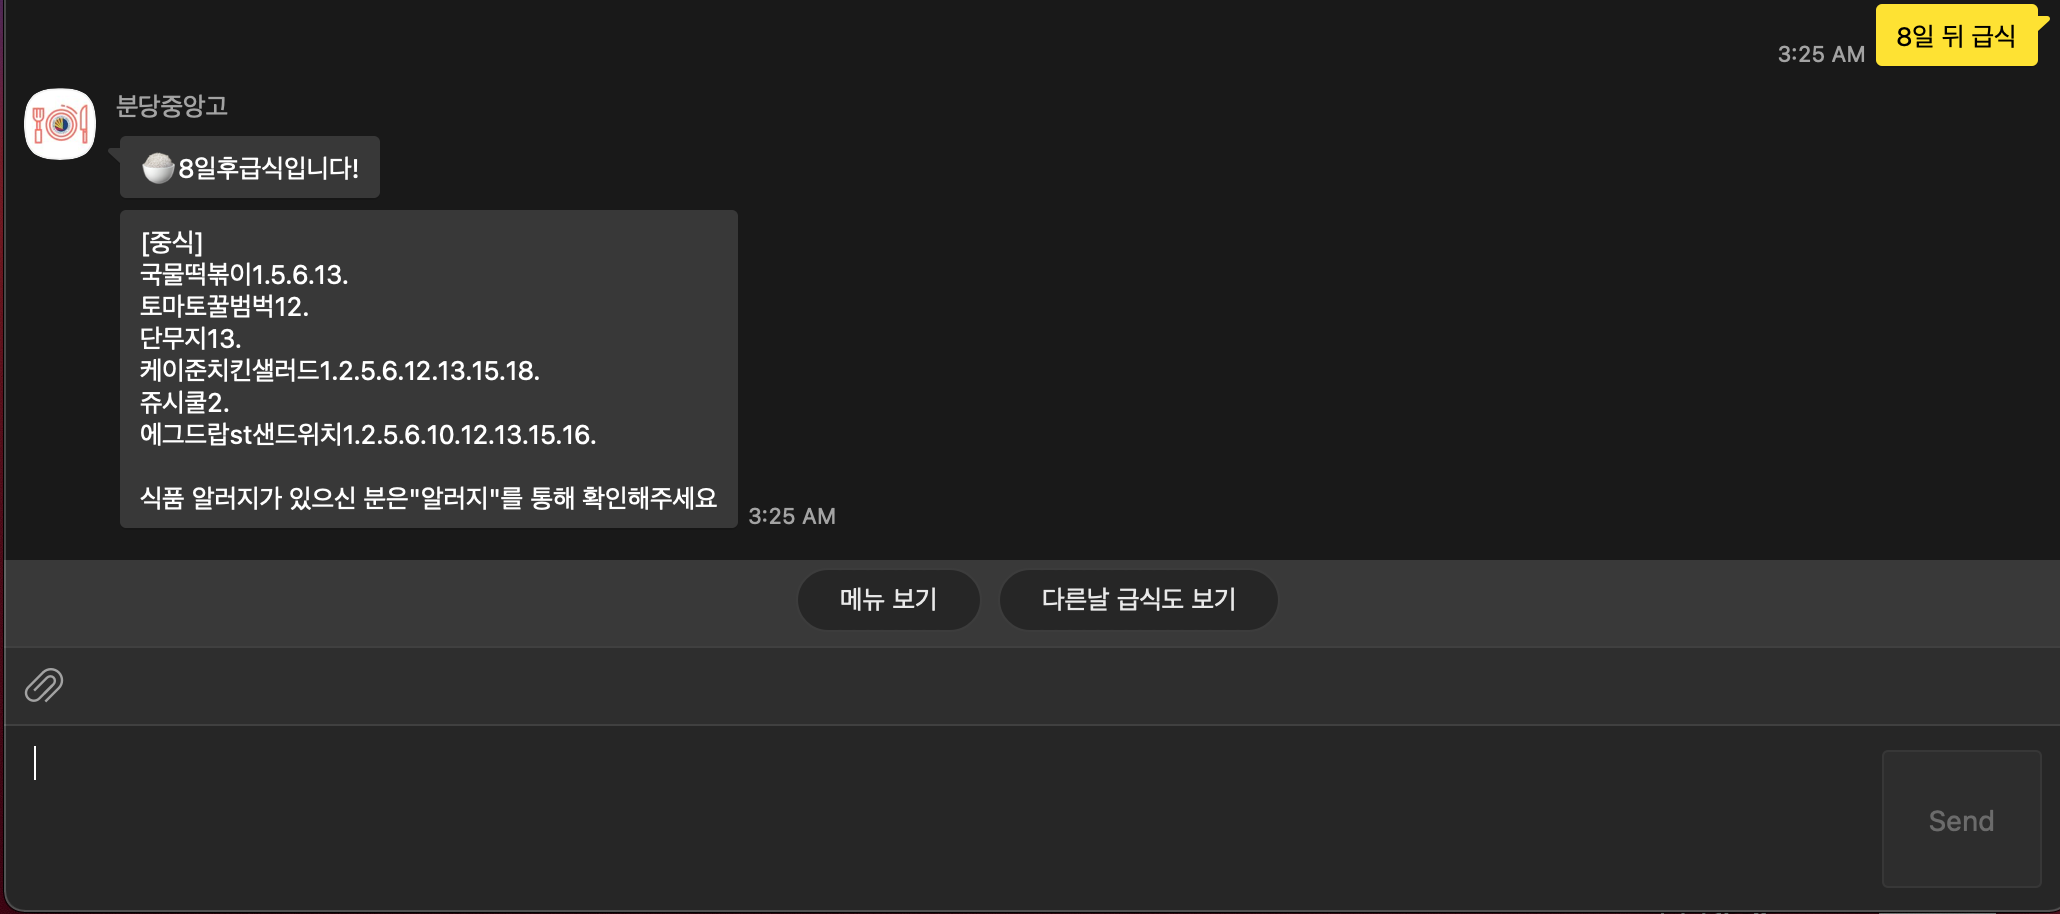 8일 뒤 급식
3:25 AM
분당중앙고
🍚8일후급식입니다!
[중식]
국물떡볶이1.5.6.13.
토마토꿀범벅12.
단무지13.
케이준치킨샐러드1.2.5.6.12.13.15.18.
쥬시쿨2.
에그드랍st샌드위치1.2.5.6.10.12.13.15.16.
식품 알러지가 있으신 분은"알러지"를 통해 확인해주세요
3:25 AM
메뉴 보기
다른날 급식도 보기
Send